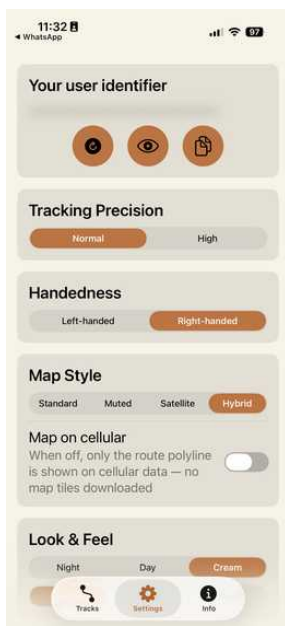 11:32
97
WhatsApp
Your user identifier
Tracking Precision
Normal High
Handedness
Left-handed Right-handed
Map Style
Standard Muted Satellite Hybrid
Map on cellular
When off, only the route polyline
is shown on cellular data — no
map tiles downloaded
Look & Feel
Night Day Cream
Tracks Settings Info